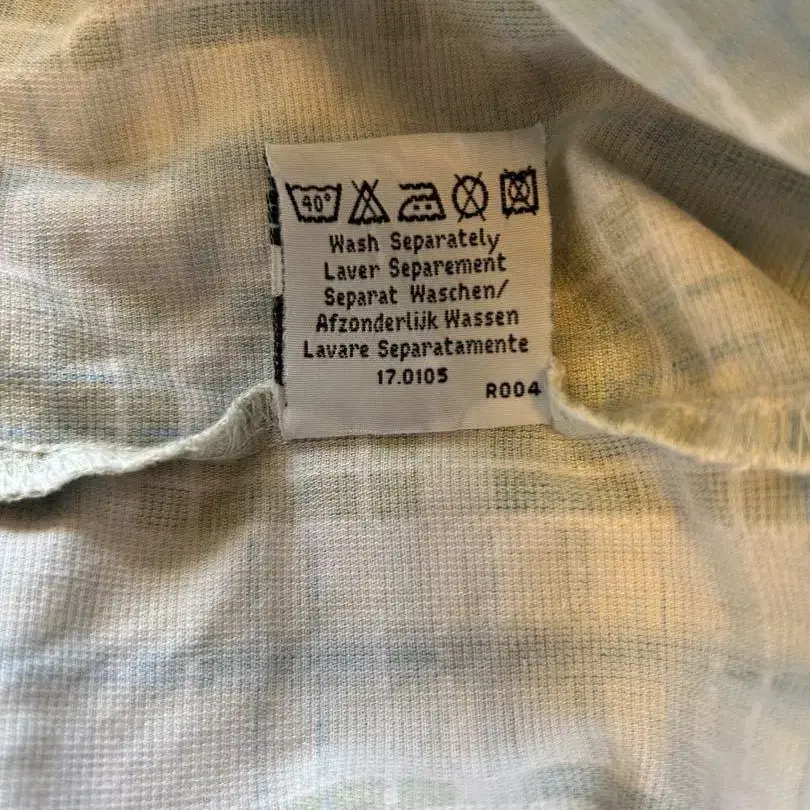 40°
Wash Separately
Laver Separement
Separat Waschen/
Afzonderlijk Wassen
Lavare Separatamente
17.0105
R004